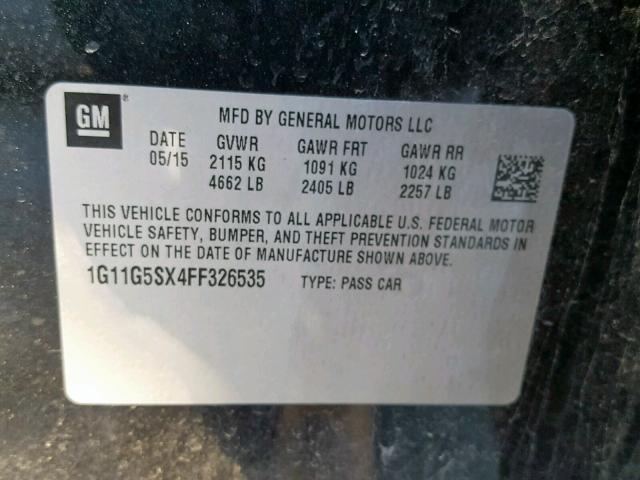 GM®
MFD BY GENERAL MOTORS LLC
DATE GVWR GAWR FRT GAWR RR
05/15 2115 KG 1091 KG 1024 KG
4662 LB 2405 LB 2257 LB
THIS VEHICLE CONFORMS TO ALL APPLICABLE U.S. FEDERAL MOTOR
VEHICLE SAFETY, BUMPER, AND THEFT PREVENTION STANDARDS IN
EFFECT ON THE DATE OF MANUFACTURE SHOWN ABOVE.
1G11G5SX4FF326535 TYPE: PASS CAR